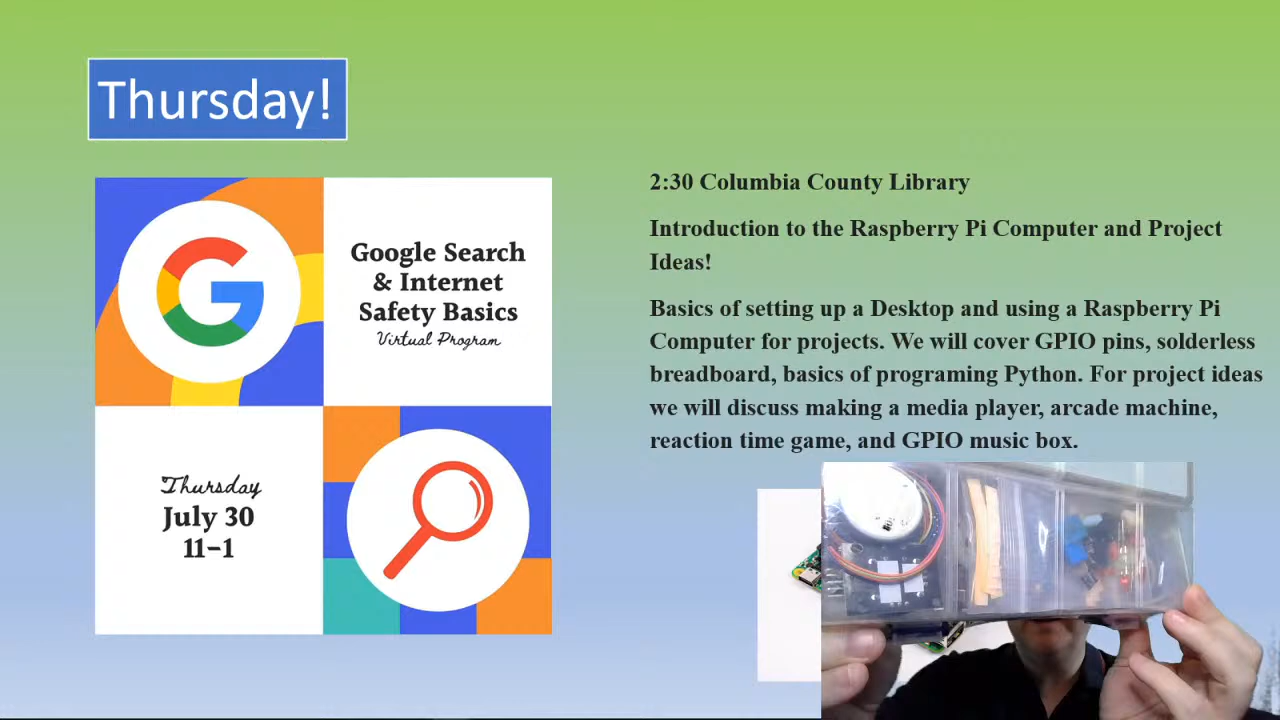 Thursday!
Google Search
& Internet
Safety Basics
Virtual Program
Thursday
July 30
11-1
2:30 Columbia County Library
Introduction to the Raspberry Pi Computer and Project
Ideas!
Basics of setting up a Desktop and using a Raspberry Pi
Computer for projects. We will cover GPIO pins, solderless
breadboard, basics of programing Python. For project ideas
we will discuss making a media player, arcade machine,
reaction time game, and GPIO music box.